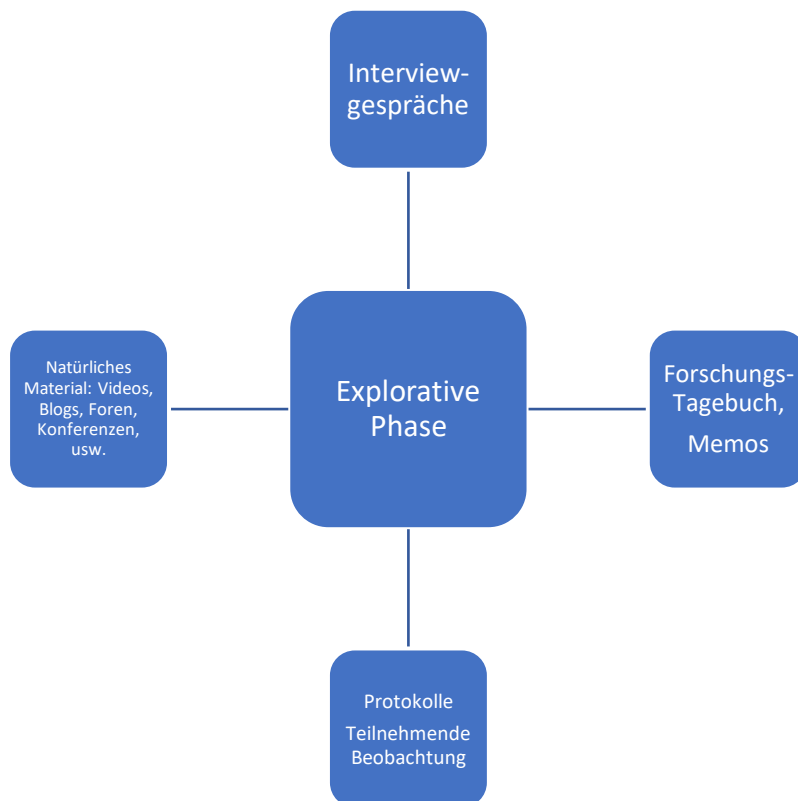 Interview-
gespräche
Natürliches
Material: Videos,
Blogs, Foren,
Konferenzen,
usw.
Explorative
Phase
Forschungs-
Tagebuch,
Memos
Protokolle
Teilnehmende
Beobachtung